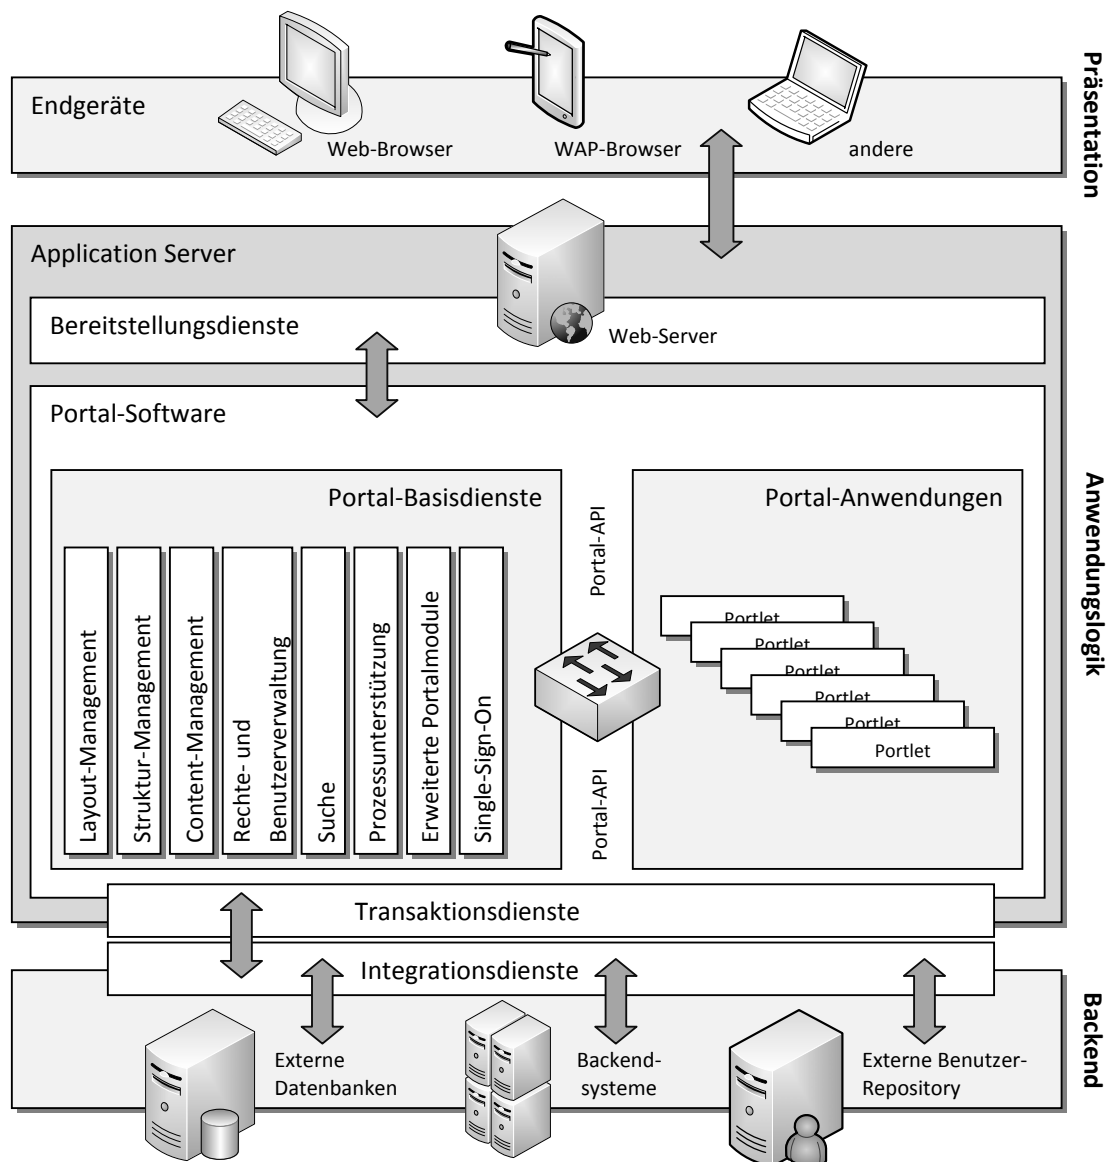 Präsentation
Endgeräte
Web-Browser
WAP-Browser
andere
Application Server
Bereitstellungsdienste
Web-Server
Portal-Software
Anwendungslogik
Portal-Basisdienste
Layout-Management
Struktur-Management
Content-Management
Rechte- und
Benutzerverwaltung
Suche
Prozessunterstützung
Erweiterte Portalmodule
Single-Sign-On
Portal-API
Portal-API
Portal-Anwendungen
Portlet
Portlet
Portlet
Portlet
Portlet
Portlet
Transaktionsdienste
Integrationsdienste
Backend
Externe
Datenbanken
Backend-
systeme
Externe Benutzer-
Repository